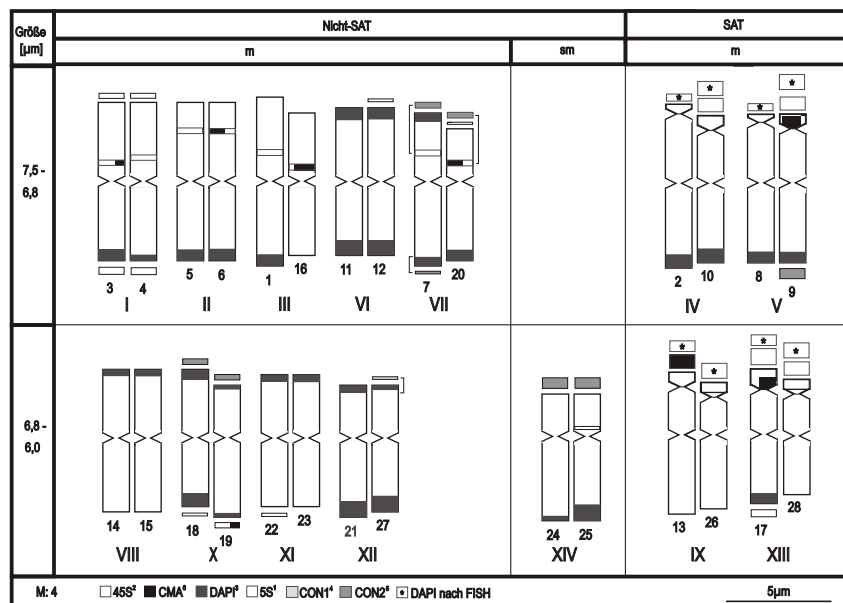 Größe [µm]
Nicht-SAT
SAT
m
sm
m
7,5 - 6,8
3 4 5 6 1 16 11 12 7 20 2 10 8 9
I II III VI VII IV V
6,8 - 6,0
14 15 18 19 22 23 21 27 24 25 13 26 17 28
VIII X XI XII XIV IX XIII
M: 4 45S² CMA⁶ DAPI³ 5S¹ CON1⁴ CON2⁵ * DAPI nach FISH 5µm